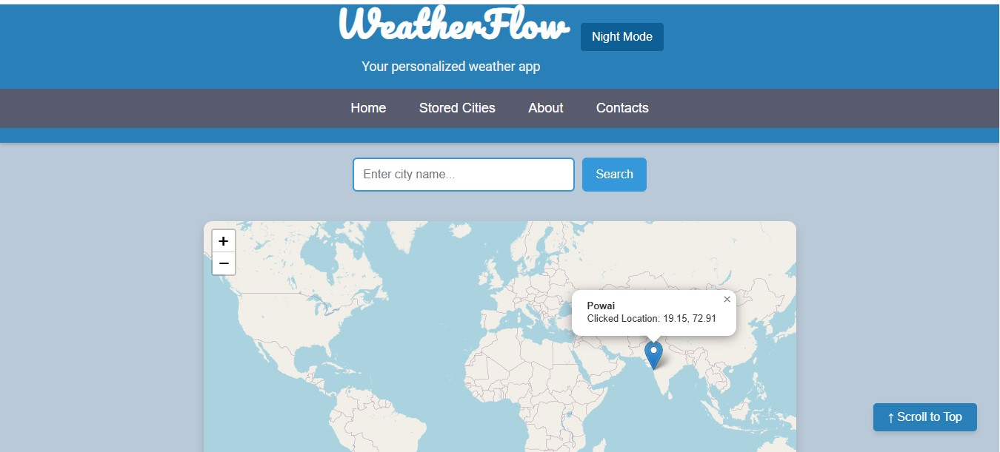 WeatherFlow
Night Mode
Your personalized weather app
Home Stored Cities About Contacts
Enter city name...
Search
+
−
×
Powai
Clicked Location: 19.15, 72.91
↑ Scroll to Top